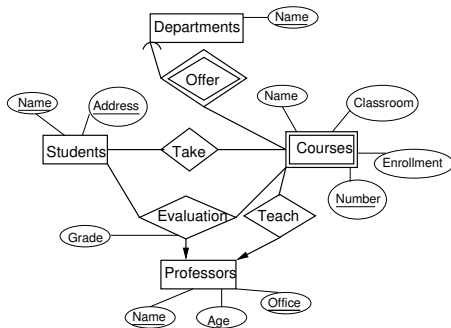 Departments
Name
Offer
Name
Address
Name
Classroom
Students
Take
Courses
Enrollment
Number
Evaluation
Teach
Grade
Professors
Name
Age
Office